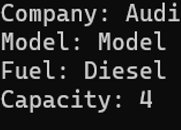 Company: Audi
Model: Model
Fuel: Diesel
Capacity: 4